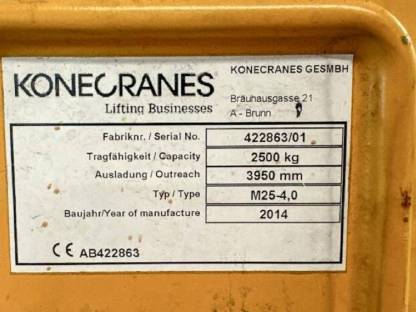 KONECRANES
Lifting Businesses
KONECRANES GESMBH
Bräuhausgasse 21
A - Brunn
Fabriknr. / Serial No. 422863/01
Tragfähigkeit / Capacity 2500 kg
Ausladung / Outreach 3950 mm
Typ / Type M25-4,0
Baujahr/Year of manufacture 2014
CE AB422863